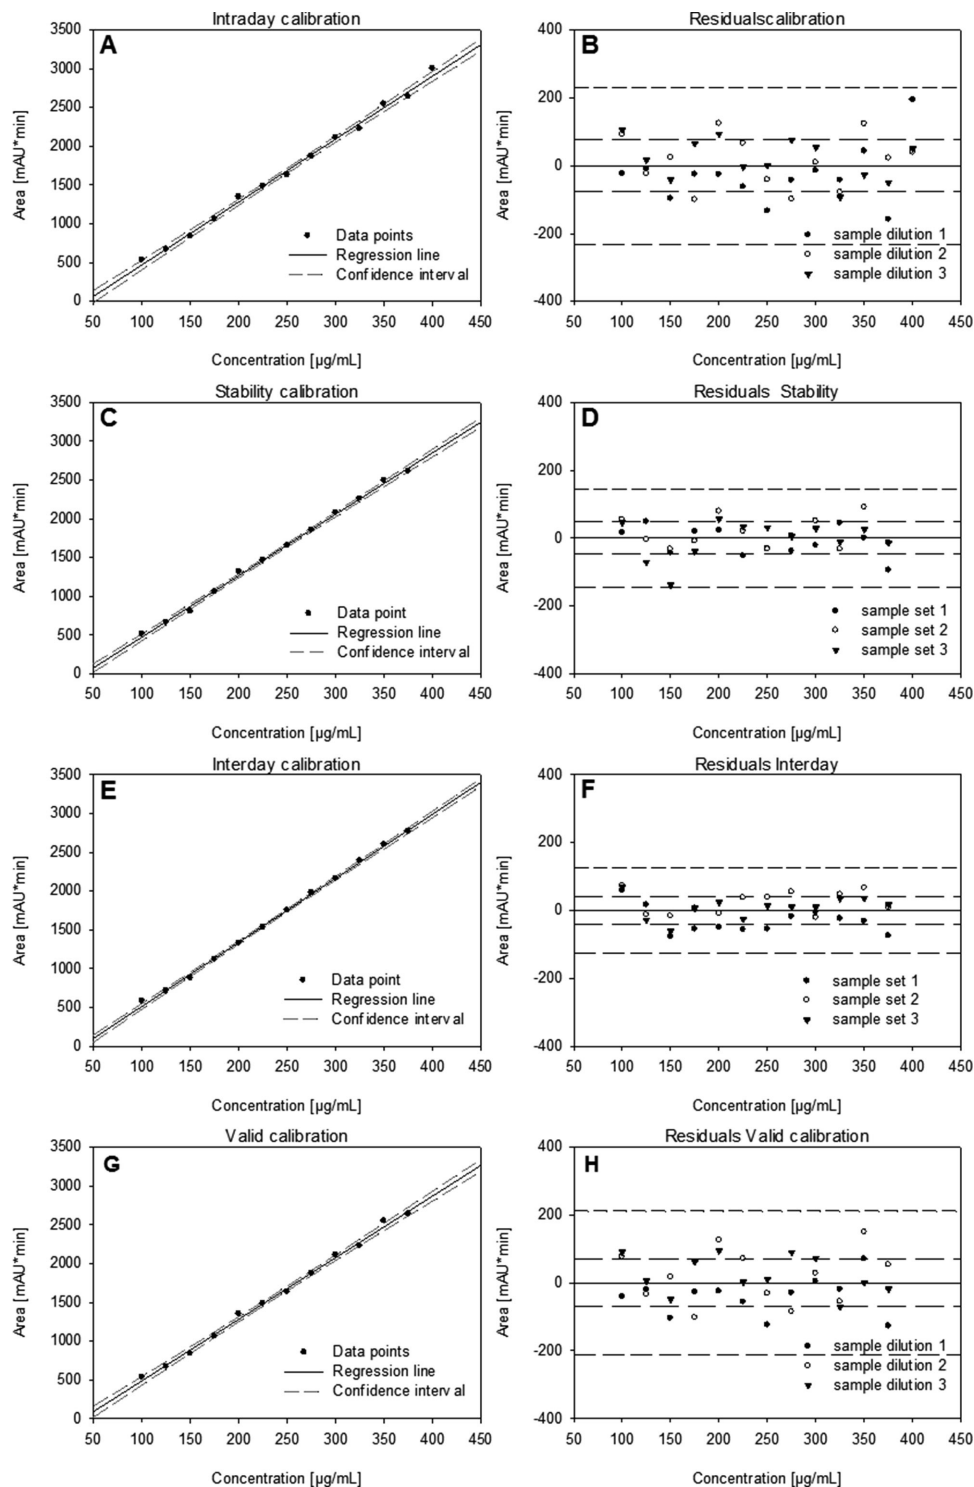 Intraday calibration
Residualscalibration
A
3500
3000
2500
2000
1500
1000
500
0
Area [mAU*min]
Data points
Regression line
Confidence interval
50 100 150 200 250 300 350 400 450
Concentration [µg/mL]
B
400
200
0
-200
-400
Area [mAU*min]
sample dilution 1
sample dilution 2
sample dilution 3
50 100 150 200 250 300 350 400 450
Concentration [µg/mL]
Stability calibration
Residuals Stability
C
3500
3000
2500
2000
1500
1000
500
0
Area [mAU*min]
Data point
Regression line
Confidence interval
50 100 150 200 250 300 350 400 450
Concentration [µg/mL]
D
400
200
0
-200
-400
Area [mAU*min]
sample set 1
sample set 2
sample set 3
50 100 150 200 250 300 350 400 450
Concentration [µg/mL]
Interday calibration
Residuals Interday
E
3500
3000
2500
2000
1500
1000
500
0
Area [mAU*min]
Data point
Regression line
Confidence interval
50 100 150 200 250 300 350 400 450
Concentration [µg/mL]
F
400
200
0
-200
-400
Area [mAU*min]
sample set 1
sample set 2
sample set 3
50 100 150 200 250 300 350 400 450
Concentration [µg/mL]
Valid calibration
Residuals Valid calibration
G
3500
3000
2500
2000
1500
1000
500
0
Area [mAU*min]
Data points
Regression line
Confidence interval
50 100 150 200 250 300 350 400 450
Concentration [µg/mL]
H
400
200
0
-200
-400
Area [mAU*min]
sample dilution 1
sample dilution 2
sample dilution 3
50 100 150 200 250 300 350 400 450
Concentration [µg/mL]